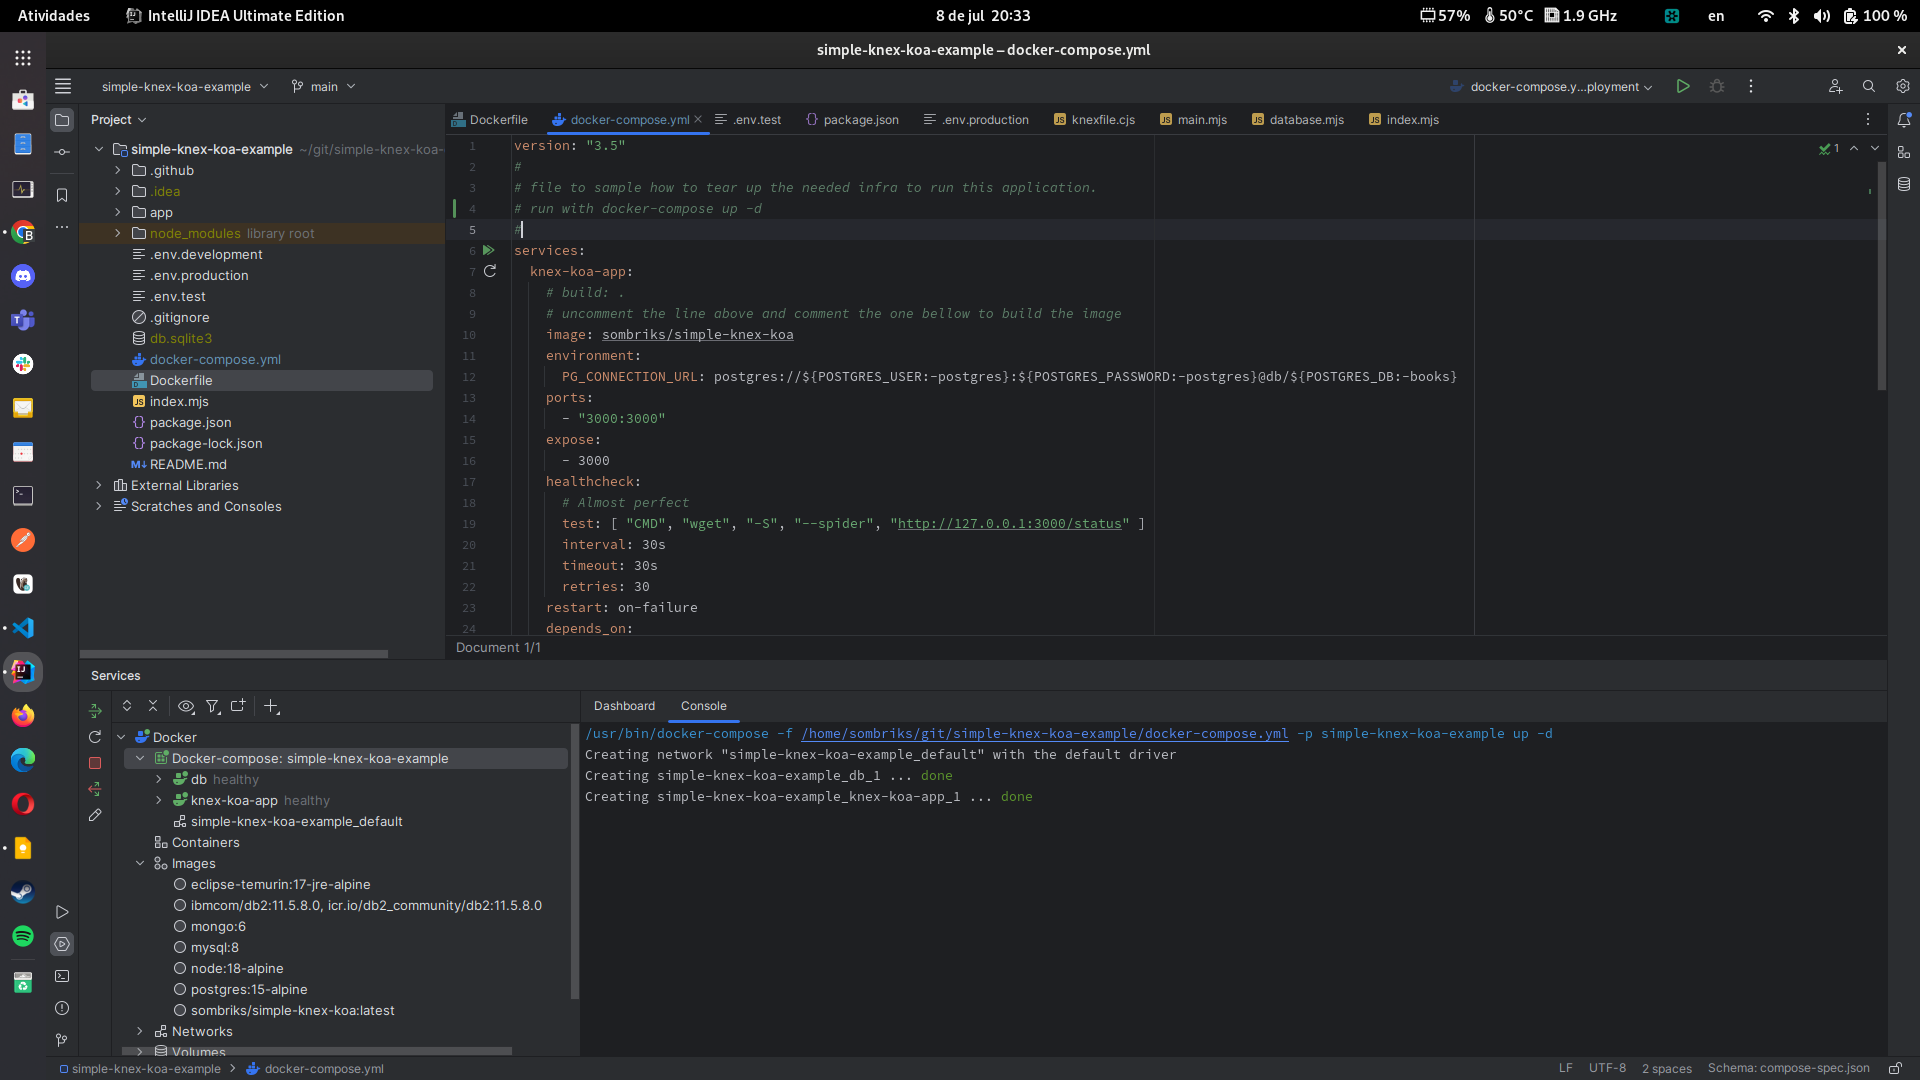 Atividades IntelliJ IDEA Ultimate Edition 8 de jul 20:33 57% 50°C 1.9 GHz en 100 %
simple-knex-koa-example – docker-compose.yml
simple-knex-koa-example main docker-compose.y...ployment
Project
simple-knex-koa-example ~/git/simple-knex-koa-
.github
.idea
app
node_modules library root
.env.development
.env.production
.env.test
.gitignore
db.sqlite3
docker-compose.yml
Dockerfile
index.mjs
package.json
package-lock.json
README.md
External Libraries
Scratches and Consoles
Dockerfile docker-compose.yml .env.test package.json .env.production knexfile.cjs main.mjs database.mjs index.mjs
1 version: "3.5"
2 #
3 # file to sample how to tear up the needed infra to run this application.
4 # run with docker-compose up -d
5 #
6 services:
7 knex-koa-app:
8 # build: .
9 # uncomment the line above and comment the one bellow to build the image
10 image: sombriks/simple-knex-koa
11 environment:
12 PG_CONNECTION_URL: postgres://${POSTGRES_USER:-postgres}:${POSTGRES_PASSWORD:-postgres}@db/${POSTGRES_DB:-books}
13 ports:
14 - "3000:3000"
15 expose:
16 - 3000
17 healthcheck:
18 # Almost perfect
19 test: [ "CMD", "wget", "-S", "--spider", "http://127.0.0.1:3000/status" ]
20 interval: 30s
21 timeout: 30s
22 retries: 30
23 restart: on-failure
24 depends_on:
1
Document 1/1
Services
Docker
Docker-compose: simple-knex-koa-example
db healthy
knex-koa-app healthy
simple-knex-koa-example_default
Containers
Images
eclipse-temurin:17-jre-alpine
ibmcom/db2:11.5.8.0, icr.io/db2_community/db2:11.5.8.0
mongo:6
mysql:8
node:18-alpine
postgres:15-alpine
sombriks/simple-knex-koa:latest
Networks
Volumes
Dashboard Console
/usr/bin/docker-compose -f /home/sombriks/git/simple-knex-koa-example/docker-compose.yml -p simple-knex-koa-example up -d
Creating network "simple-knex-koa-example_default" with the default driver
Creating simple-knex-koa-example_db_1 ... done
Creating simple-knex-koa-example_knex-koa-app_1 ... done
simple-knex-koa-example > docker-compose.yml LF UTF-8 2 spaces Schema: compose-spec.json